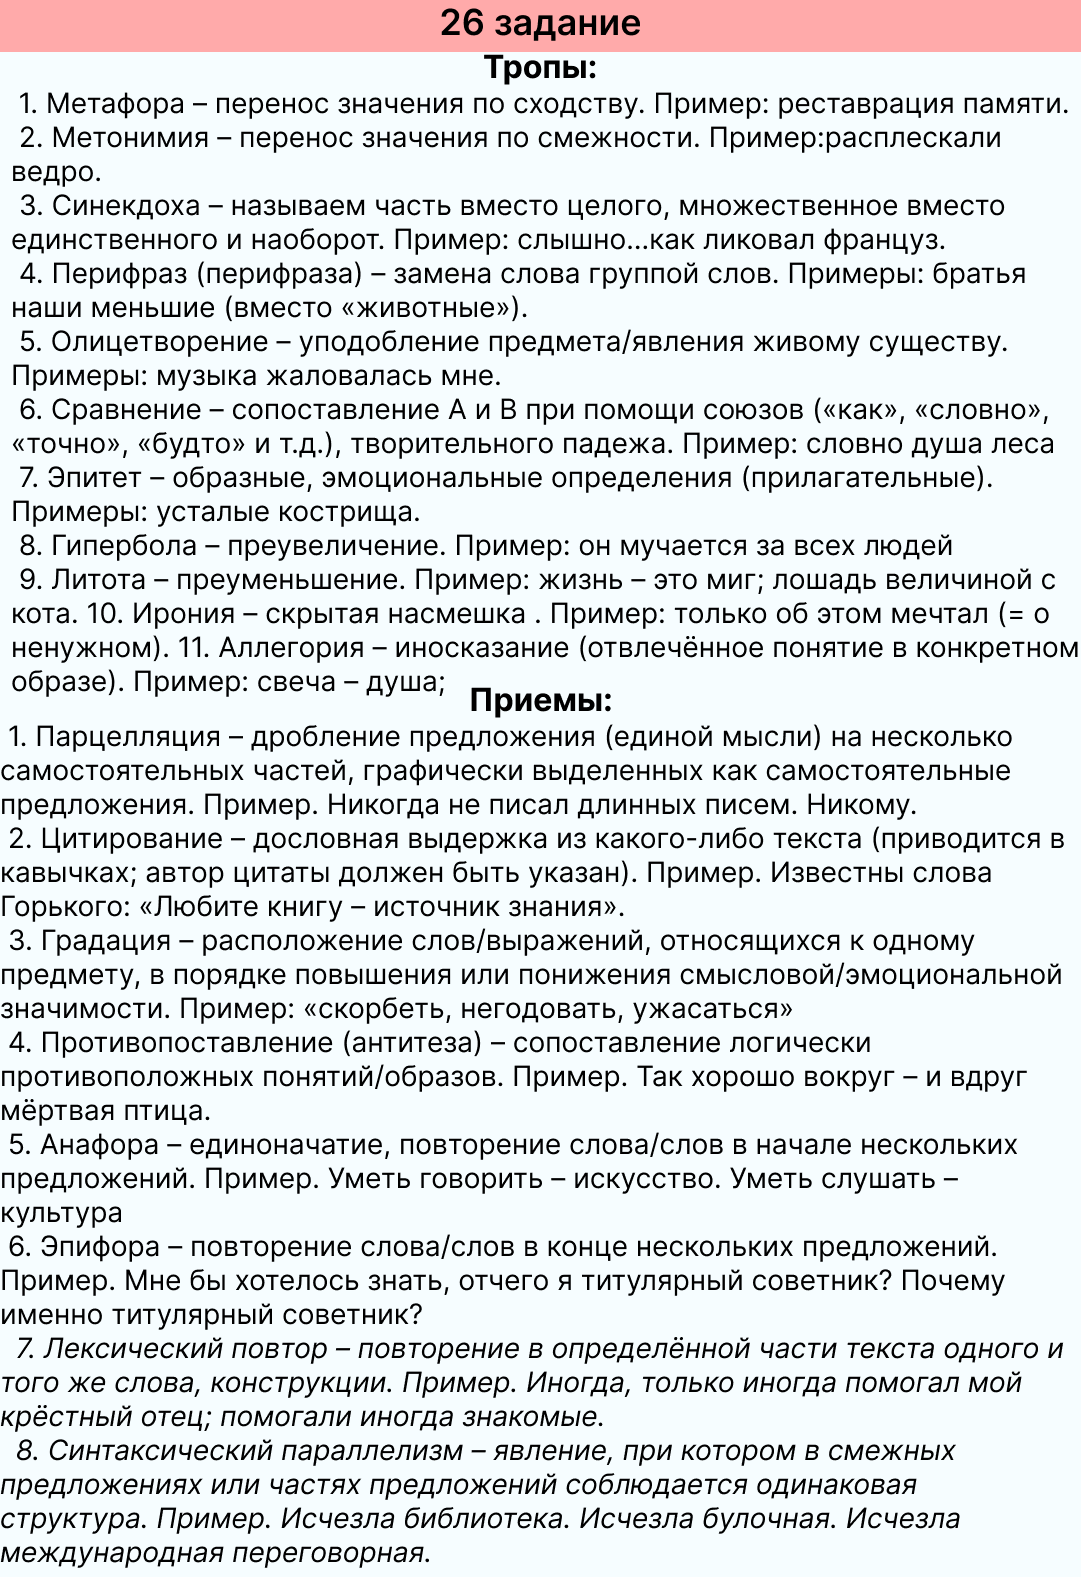 26 задание
Тропы:
1. Метафора – перенос значения по сходству. Пример: реставрация памяти.
2. Метонимия – перенос значения по смежности. Пример:расплескали
ведро.
3. Синекдоха – называем часть вместо целого, множественное вместо
единственного и наоборот. Пример: слышно...как ликовал француз.
4. Перифраз (перифраза) – замена слова группой слов. Примеры: братья
наши меньшие (вместо «животные»).
5. Олицетворение – уподобление предмета/явления живому существу.
Примеры: музыка жаловалась мне.
6. Сравнение – сопоставление А и В при помощи союзов («как», «словно»,
«точно», «будто» и т.д.), творительного падежа. Пример: словно душа леса
7. Эпитет – образные, эмоциональные определения (прилагательные).
Примеры: усталые кострища.
8. Гипербола – преувеличение. Пример: он мучается за всех людей
9. Литота – преуменьшение. Пример: жизнь – это миг; лошадь величиной с
кота. 10. Ирония – скрытая насмешка . Пример: только об этом мечтал (= о
ненужном). 11. Аллегория – иносказание (отвлечённое понятие в конкретном
образе). Пример: свеча – душа;
Приемы:
1. Парцелляция – дробление предложения (единой мысли) на несколько
самостоятельных частей, графически выделенных как самостоятельные
предложения. Пример. Никогда не писал длинных писем. Никому.
2. Цитирование – дословная выдержка из какого-либо текста (приводится в
кавычках; автор цитаты должен быть указан). Пример. Известны слова
Горького: «Любите книгу – источник знания».
3. Градация – расположение слов/выражений, относящихся к одному
предмету, в порядке повышения или понижения смысловой/эмоциональной
значимости. Пример: «скорбеть, негодовать, ужасаться»
4. Противопоставление (антитеза) – сопоставление логически
противоположных понятий/образов. Пример. Так хорошо вокруг – и вдруг
мёртвая птица.
5. Анафора – единоначатие, повторение слова/слов в начале нескольких
предложений. Пример. Уметь говорить – искусство. Уметь слушать –
культура
6. Эпифора – повторение слова/слов в конце нескольких предложений.
Пример. Мне бы хотелось знать, отчего я титулярный советник? Почему
именно титулярный советник?
7. Лексический повтор – повторение в определённой части текста одного и
того же слова, конструкции. Пример. Иногда, только иногда помогал мой
крёстный отец; помогали иногда знакомые.
8. Синтаксический параллелизм – явление, при котором в смежных
предложениях или частях предложений соблюдается одинаковая
структура. Пример. Исчезла библиотека. Исчезла булочная. Исчезла
международная переговорная.